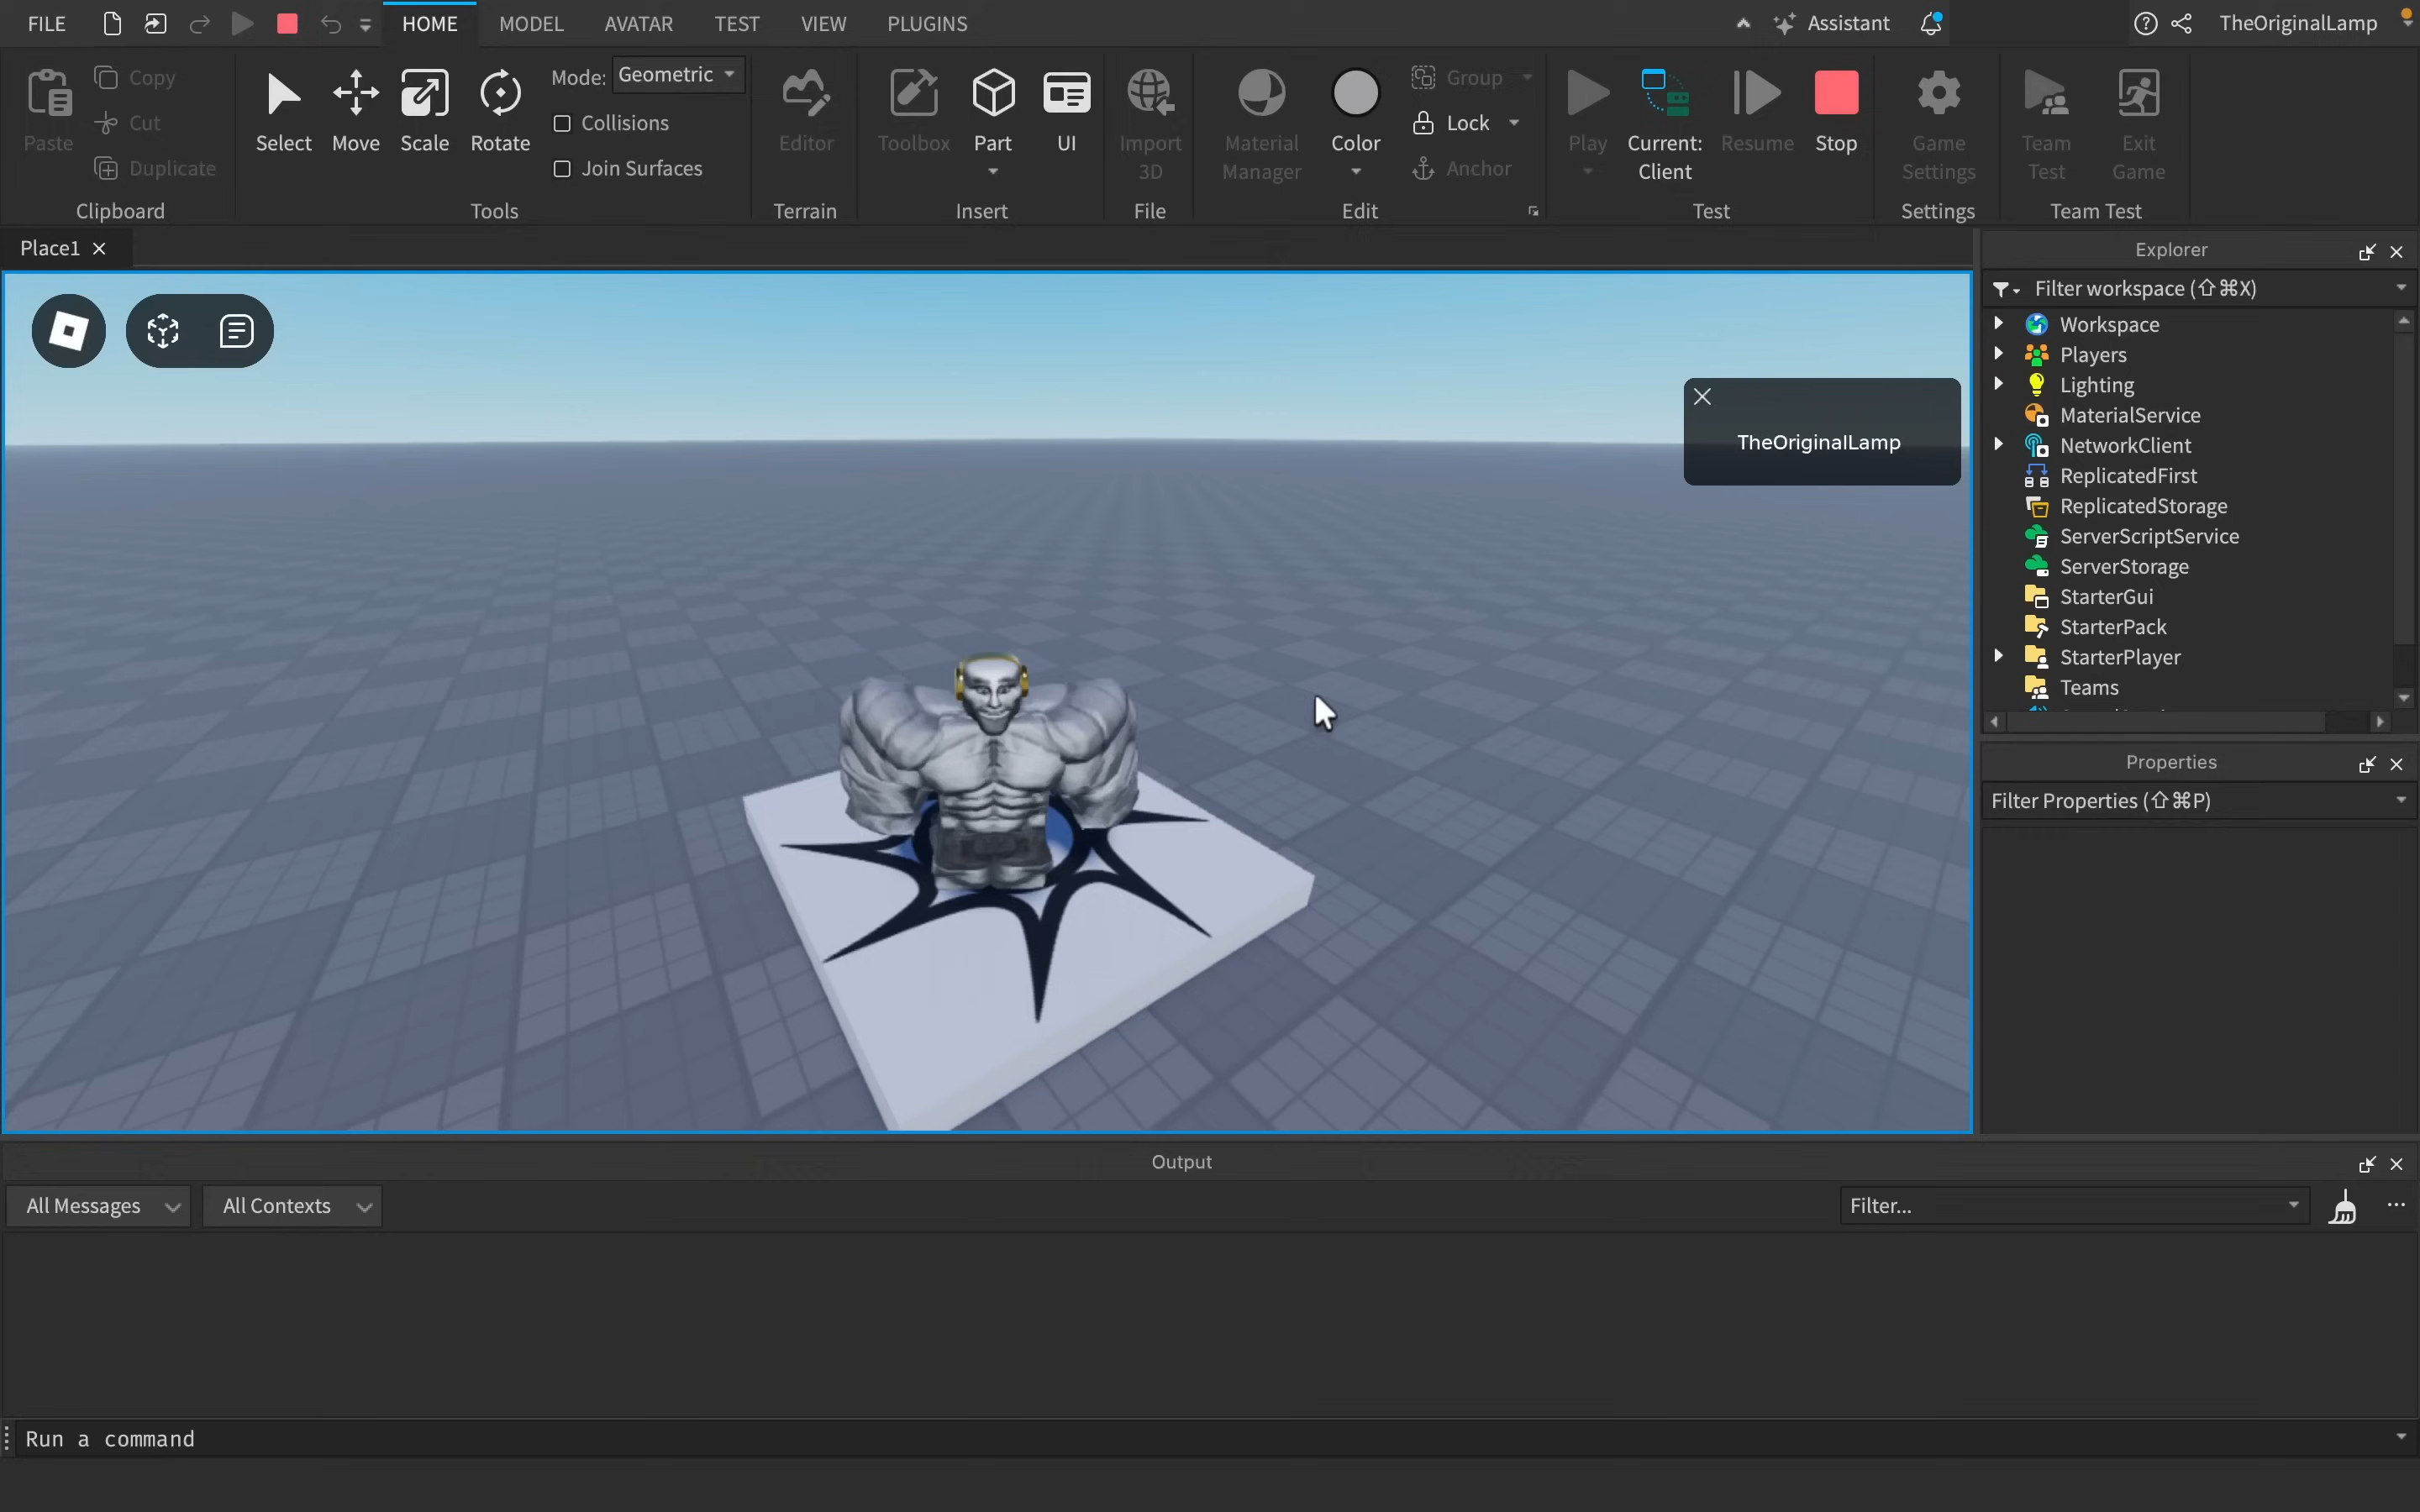 FILE HOME MODEL AVATAR TEST VIEW PLUGINS Assistant TheOriginalLamp
Paste Copy Cut Duplicate
Clipboard
Select Move Scale Rotate
Mode: Geometric
Collisions
Join Surfaces
Tools
Editor
Terrain
Toolbox Part UI
Insert
Import 3D
File
Material Manager Color
Group
Lock
Anchor
Edit
Play Current: Client Resume Stop
Test
Game Settings
Settings
Team Test Exit Game
Team Test
Place1
TheOriginalLamp
Explorer
Filter workspace (⇧⌘X)
Workspace
Players
Lighting
MaterialService
NetworkClient
ReplicatedFirst
ReplicatedStorage
ServerScriptService
ServerStorage
StarterGui
StarterPack
StarterPlayer
Teams
Properties
Filter Properties (⇧⌘P)
Output
All Messages All Contexts Filter...
Run a command